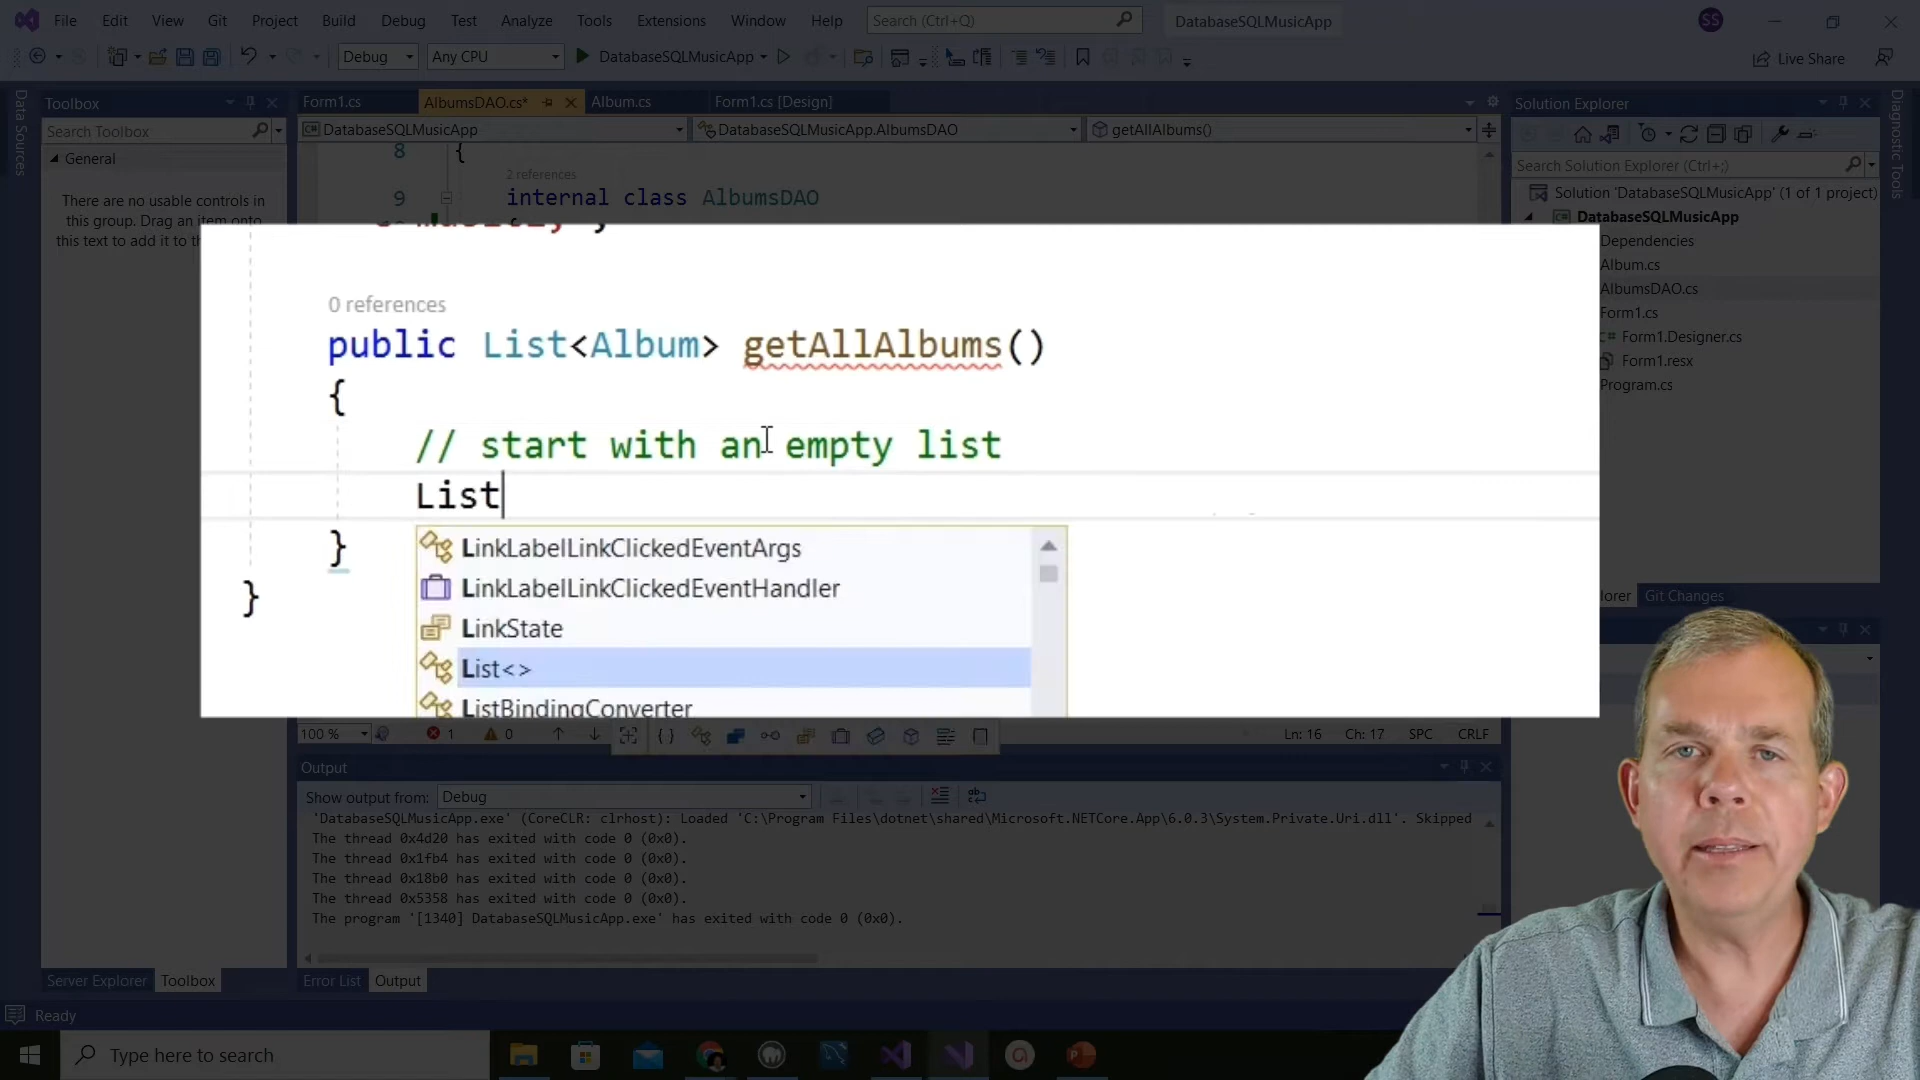 File Edit View Git Project Build Debug Test Analyze Tools Extensions Window Help Search (Ctrl+Q) DatabaseSQLMusicApp SS
Debug Any CPU DatabaseSQLMusicApp Live Share
Data Sources
Toolbox
Search Toolbox
General
There are no usable controls in
this group. Drag an item onto
this text to add it to th
Form1.cs AlbumsDAO.cs* Album.cs Form1.cs [Design]
DatabaseSQLMusicApp DatabaseSQLMusicApp.AlbumsDAO getAllAlbums()
8 {
2 references
9 internal class AlbumsDAO
0 references
public List<Album> getAllAlbums()
{
// start with an empty list
List
}
}
LinkLabelLinkClickedEventArgs
LinkLabelLinkClickedEventHandler
LinkState
List<>
ListBindingConverter
100 % 1 0 Ln: 16 Ch: 17 SPC CRLF
Output
Show output from: Debug
'DatabaseSQLMusicApp.exe' (CoreCLR: clrhost): Loaded 'C:\Program Files\dotnet\shared\Microsoft.NETCore.App\6.0.3\System.Private.Uri.dll'. Skipped
The thread 0x4d20 has exited with code 0 (0x0).
The thread 0x1fb4 has exited with code 0 (0x0).
The thread 0x18b0 has exited with code 0 (0x0).
The thread 0x5358 has exited with code 0 (0x0).
The program '[1340] DatabaseSQLMusicApp.exe' has exited with code 0 (0x0).
Server Explorer Toolbox Error List Output
Solution Explorer
Search Solution Explorer (Ctrl+;)
Solution 'DatabaseSQLMusicApp' (1 of 1 project)
DatabaseSQLMusicApp
Dependencies
Album.cs
AlbumsDAO.cs
Form1.cs
Form1.Designer.cs
Form1.resx
Program.cs
lorer Git Changes
Diagnostic Tools
Ready
Type here to search